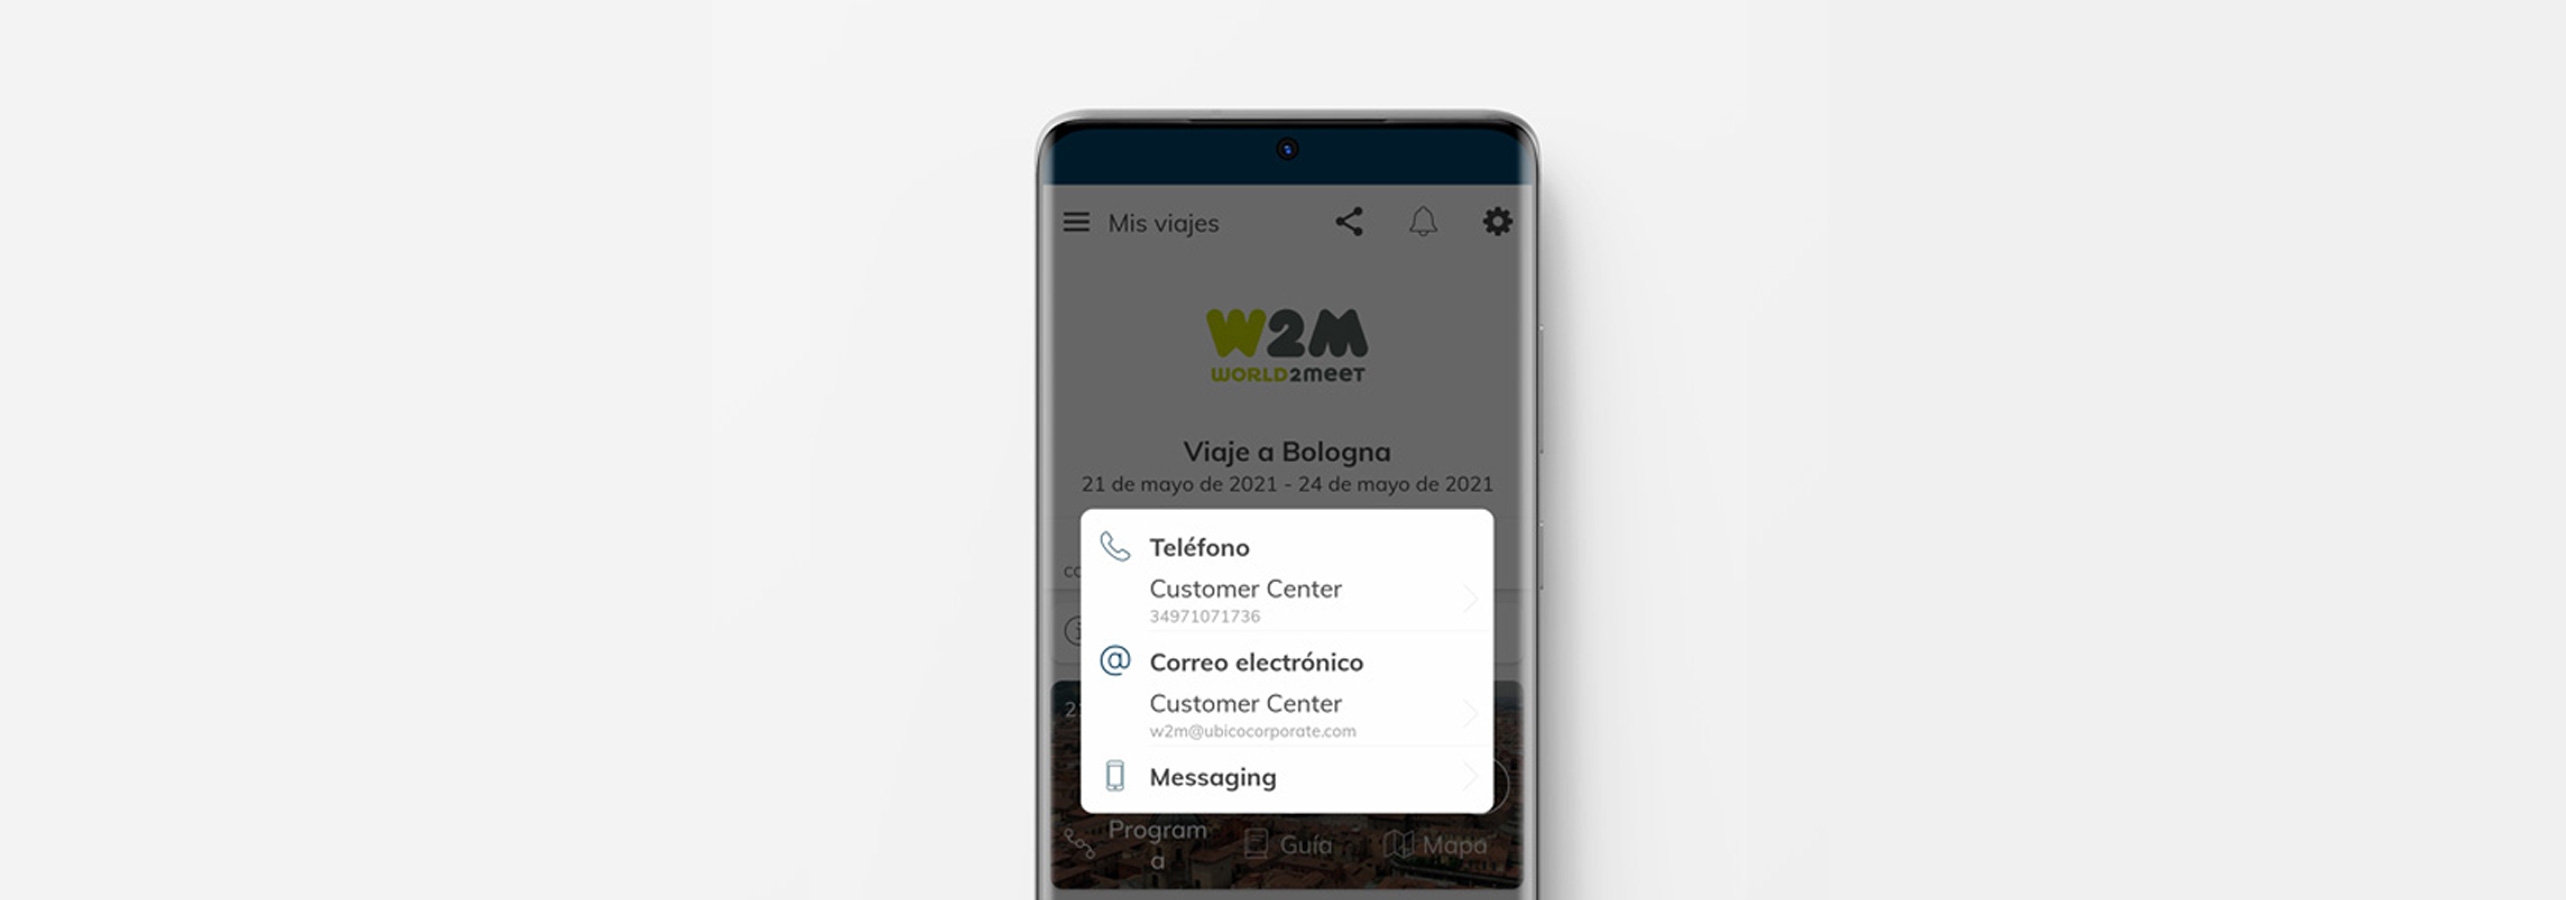 Mis viajes
W2M
WORLD2MEET
Viaje a Bologna
21 de mayo de 2021 - 24 de mayo de 2021
Teléfono
Customer Center
34971071736
Correo electrónico
Customer Center
w2m@ubicocorporate.com
Messaging
Program
a
Guía
Mapa